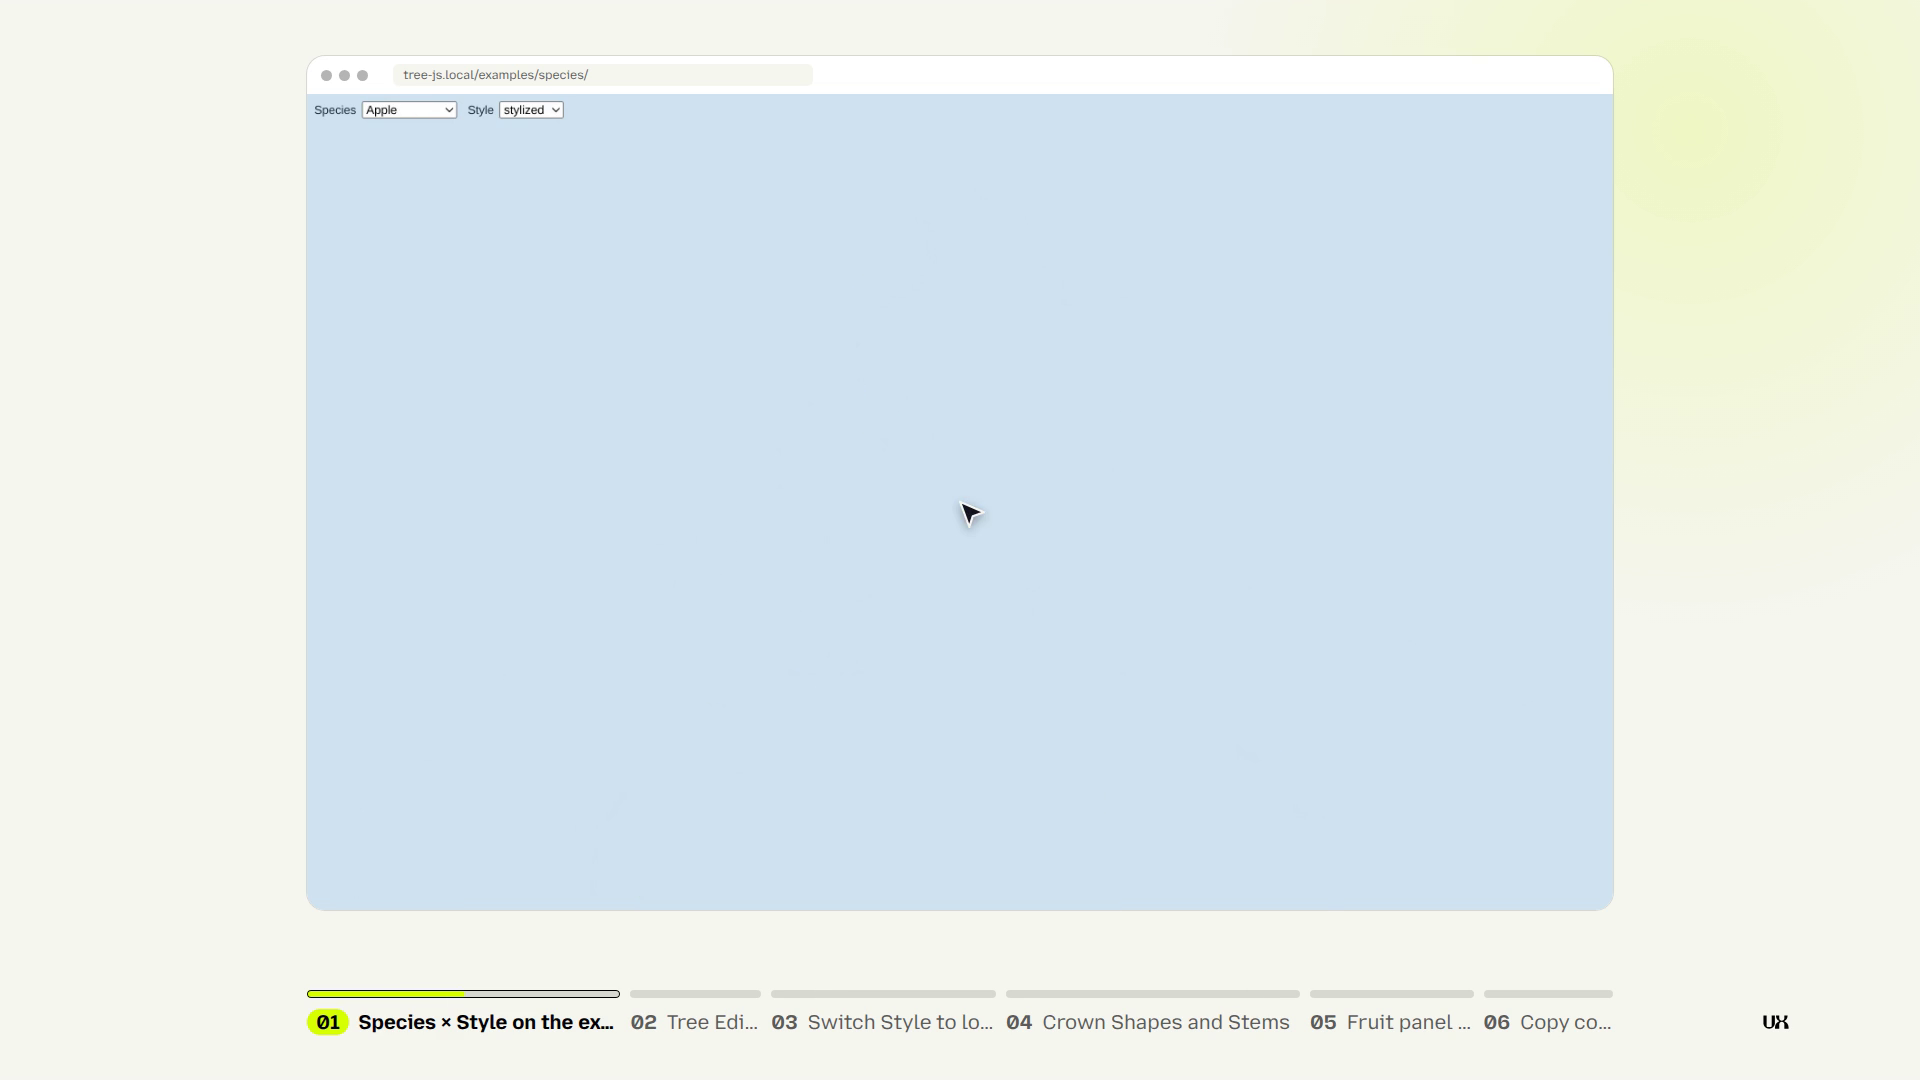 tree-js.local/examples/species/
Species Apple Style stylized
01 Species × Style on the ex... 02 Tree Edi... 03 Switch Style to lo... 04 Crown Shapes and Stems 05 Fruit panel ... 06 Copy co...
UX